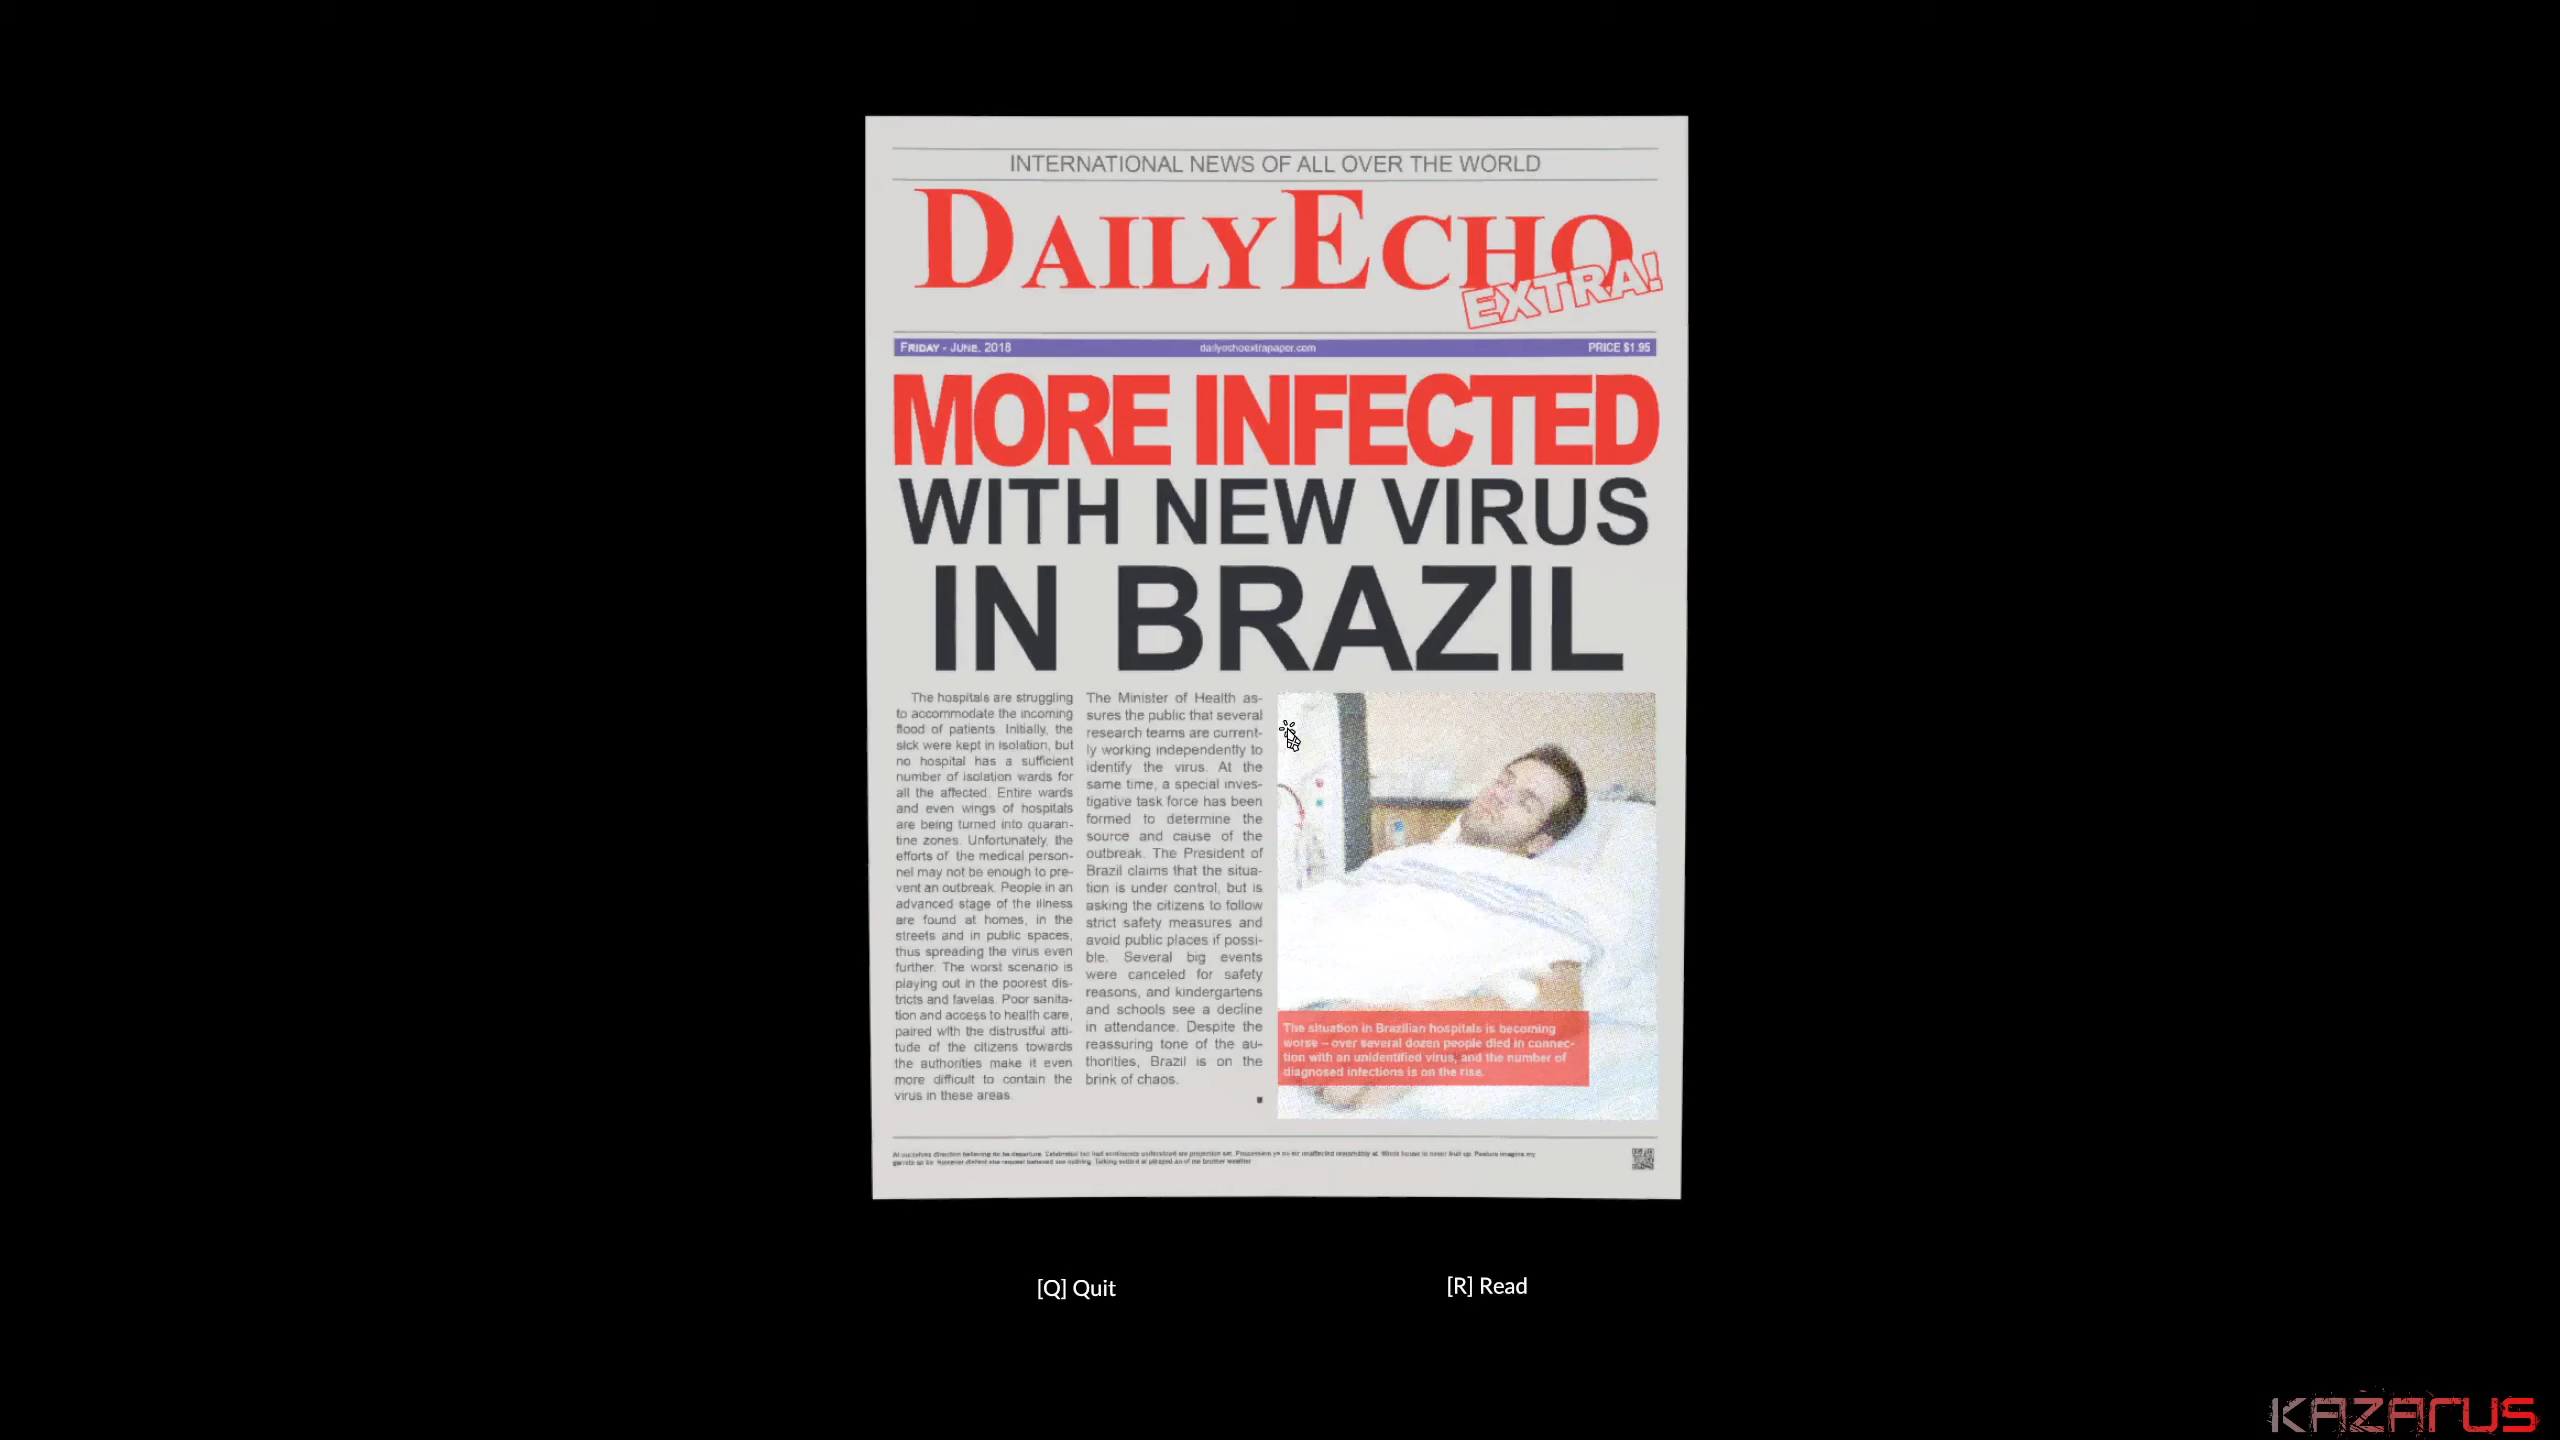 INTERNATIONAL NEWS OF ALL OVER THE WORLD
DAILY ECHO
EXTRA!
FRIDAY - JUNE. 2018
dailyechoextrapaper.com
PRICE $1.95
MORE INFECTED
WITH NEW VIRUS
IN BRAZIL
The hospitals are struggling
to accommodate the incoming
flood of patients. Initially, the
sick were kept in isolation, but
no hospital has a sufficient
number of isolation wards for
all the affected. Entire wards
and even wings of hospitals
are being turned into quaran-
tine zones. Unfortunately, the
efforts of the medical person-
nel may not be enough to pre-
vent an outbreak. People in an
advanced stage of the illness
are found at homes, in the
streets and in public spaces,
thus spreading the virus even
further. The worst scenario is
playing out in the poorest dis-
tricts and favelas. Poor sanita-
tion and access to health care,
paired with the distrustful atti-
tude of the citizens towards
the authorities make it even
more difficult to contain the
virus in these areas.
The Minister of Health as-
sures the public that several
research teams are current-
ly working independently to
identify the virus. At the
same time, a special inves-
tigative task force has been
formed to determine the
source and cause of the
outbreak. The President of
Brazil claims that the situa-
tion is under control, but is
asking the citizens to follow
strict safety measures and
avoid public places if possi-
ble. Several big events
were canceled for safety
reasons, and kindergartens
and schools see a decline
in attendance. Despite the
reassuring tone of the au-
thorities, Brazil is on the
brink of chaos.
The situation in Brazilian hospitals is becoming
worse – over several dozen people died in connec-
tion with an unidentified virus, and the number of
diagnosed infections is on the rise.
[Q] Quit
[R] Read
KAZARUS